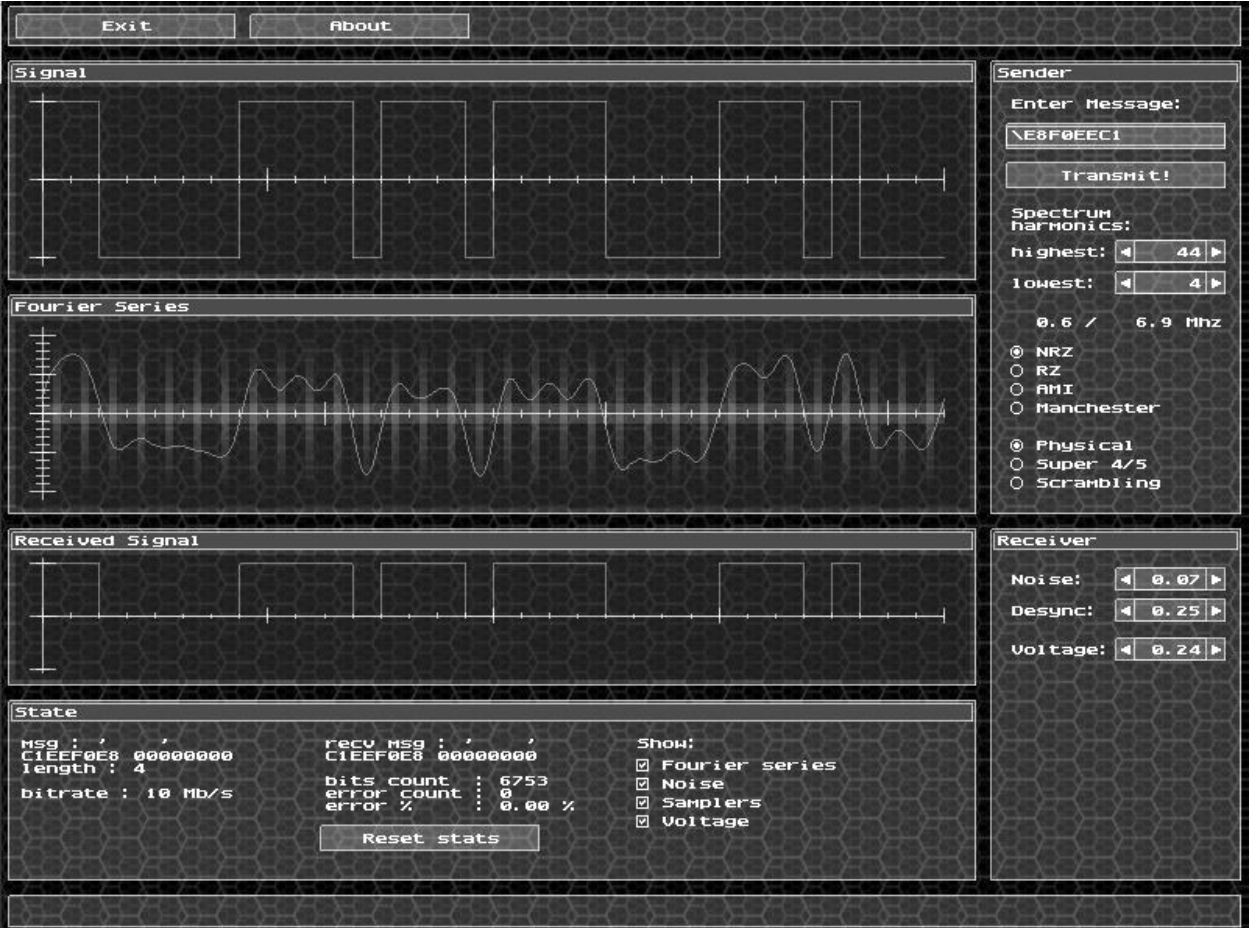 Exit
About
Signal
Sender
Enter Message:
\E8F0EEC1
Transmit!
Spectrum
harmonics:
highest: 44
lowest: 4
0.6 / 6.9 Mhz
NRZ
RZ
AMI
Manchester
Physical
Super 4/5
Scrambling
Fourier Series
Received Signal
Receiver
Noise: 0.07
Desync: 0.25
Voltage: 0.24
State
msg : ' '
C1EEF0E8 00000000
length : 4
bitrate : 10 Mb/s
recv msg : ' '
C1EEF0E8 00000000
bits count : 6753
error count : 0
error % : 0.00 %
Reset stats
Show:
Fourier series
Noise
Samplers
Voltage